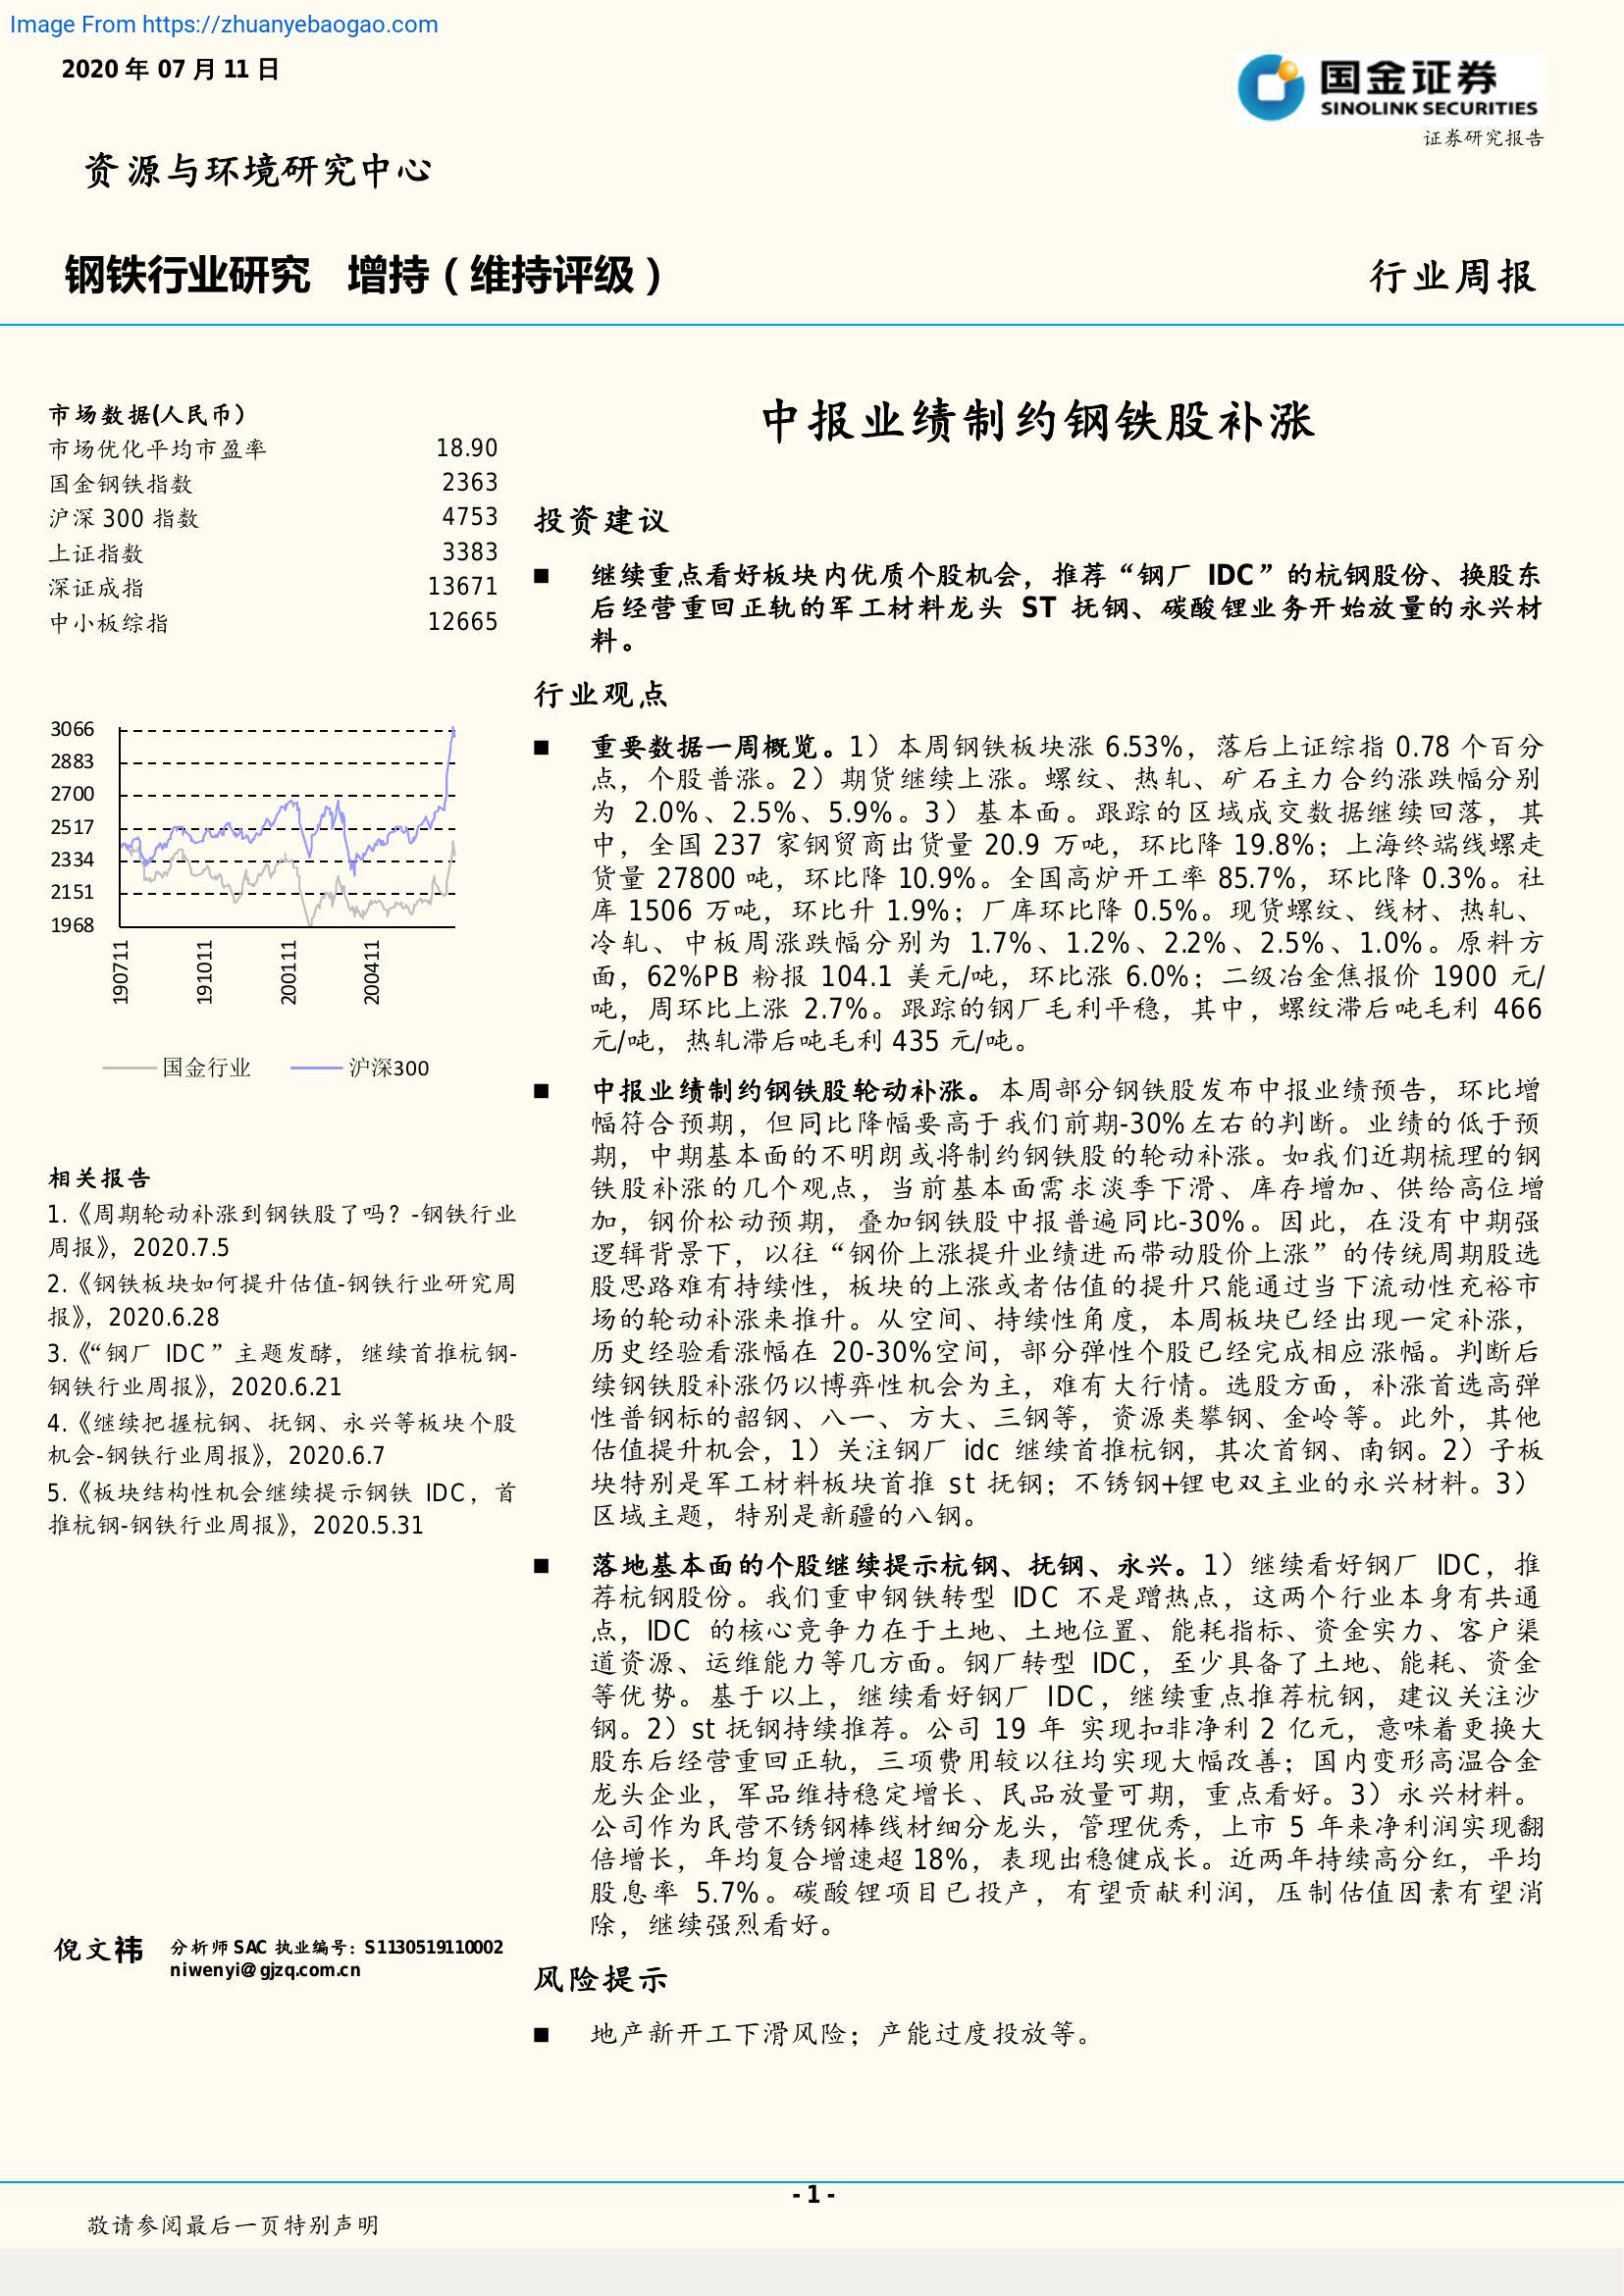 Image From https://zhuanyebaogao.com
2020 年 07 月 11 日
国金证券
SINOLINK SECURITIES
证券研究报告
资源与环境研究中心
钢铁行业研究 增持（维持评级）
行业周报
市场数据(人民币）
市场优化平均市盈率 18.90
国金钢铁指数 2363
沪深 300 指数 4753
上证指数 3383
深证成指 13671
中小板综指 12665
3066
2883
2700
2517
2334
2151
1968
190711
191011
200111
200411
国金行业 沪深300
相关报告
1.《周期轮动补涨到钢铁股了吗？-钢铁行业
周报》，2020.7.5
2.《钢铁板块如何提升估值-钢铁行业研究周
报》，2020.6.28
3.《“钢厂 IDC”主题发酵，继续首推杭钢-
钢铁行业周报》，2020.6.21
4.《继续把握杭钢、抚钢、永兴等板块个股
机会-钢铁行业周报》，2020.6.7
5.《板块结构性机会继续提示钢铁 IDC，首
推杭钢-钢铁行业周报》，2020.5.31
倪文祎 分析师 SAC 执业编号：S1130519110002
niwenyi@gjzq.com.cn
中报业绩制约钢铁股补涨
投资建议
■ 继续重点看好板块内优质个股机会，推荐“钢厂 IDC”的杭钢股份、换股东
后经营重回正轨的军工材料龙头 ST 抚钢、碳酸锂业务开始放量的永兴材
料。
行业观点
■ 重要数据一周概览。1）本周钢铁板块涨 6.53%，落后上证综指 0.78 个百分
点，个股普涨。2）期货继续上涨。螺纹、热轧、矿石主力合约涨跌幅分别
为 2.0%、2.5%、5.9%。3）基本面。跟踪的区域成交数据继续回落，其
中，全国 237 家钢贸商出货量 20.9 万吨，环比降 19.8%；上海终端线螺走
货量 27800 吨，环比降 10.9%。全国高炉开工率 85.7%，环比降 0.3%。社
库 1506 万吨，环比升 1.9%；厂库环比降 0.5%。现货螺纹、线材、热轧、
冷轧、中板周涨跌幅分别为 1.7%、1.2%、2.2%、2.5%、1.0%。原料方
面，62%PB 粉报 104.1 美元/吨，环比涨 6.0%；二级冶金焦报价 1900 元/
吨，周环比上涨 2.7%。跟踪的钢厂毛利平稳，其中，螺纹滞后吨毛利 466
元/吨，热轧滞后吨毛利 435 元/吨。
■ 中报业绩制约钢铁股轮动补涨。本周部分钢铁股发布中报业绩预告，环比增
幅符合预期，但同比降幅要高于我们前期-30%左右的判断。业绩的低于预
期，中期基本面的不明朗或将制约钢铁股的轮动补涨。如我们近期梳理的钢
铁股补涨的几个观点，当前基本面需求淡季下滑、库存增加、供给高位增
加，钢价松动预期，叠加钢铁股中报普遍同比-30%。因此，在没有中期强
逻辑背景下，以往“钢价上涨提升业绩进而带动股价上涨”的传统周期股选
股思路难有持续性，板块的上涨或者估值的提升只能通过当下流动性充裕市
场的轮动补涨来推升。从空间、持续性角度，本周板块已经出现一定补涨，
历史经验看涨幅在 20-30%空间，部分弹性个股已经完成相应涨幅。判断后
续钢铁股补涨仍以博弈性机会为主，难有大行情。选股方面，补涨首选高弹
性普钢标的韶钢、八一、方大、三钢等，资源类攀钢、金岭等。此外，其他
估值提升机会，1）关注钢厂 idc 继续首推杭钢，其次首钢、南钢。2）子板
块特别是军工材料板块首推 st 抚钢；不锈钢+锂电双主业的永兴材料。3）
区域主题，特别是新疆的八钢。
■ 落地基本面的个股继续提示杭钢、抚钢、永兴。1）继续看好钢厂 IDC，推
荐杭钢股份。我们重申钢铁转型 IDC 不是蹭热点，这两个行业本身有共通
点，IDC 的核心竞争力在于土地、土地位置、能耗指标、资金实力、客户渠
道资源、运维能力等几方面。钢厂转型 IDC，至少具备了土地、能耗、资金
等优势。基于以上，继续看好钢厂 IDC，继续重点推荐杭钢，建议关注沙
钢。2）st 抚钢持续推荐。公司 19 年 实现扣非净利 2 亿元，意味着更换大
股东后经营重回正轨，三项费用较以往均实现大幅改善；国内变形高温合金
龙头企业，军品维持稳定增长、民品放量可期，重点看好。3）永兴材料。
公司作为民营不锈钢棒线材细分龙头，管理优秀，上市 5 年来净利润实现翻
倍增长，年均复合增速超 18%，表现出稳健成长。近两年持续高分红，平均
股息率 5.7%。碳酸锂项目已投产，有望贡献利润，压制估值因素有望消
除，继续强烈看好。
风险提示
■ 地产新开工下滑风险；产能过度投放等。
- 1 -
敬请参阅最后一页特别声明